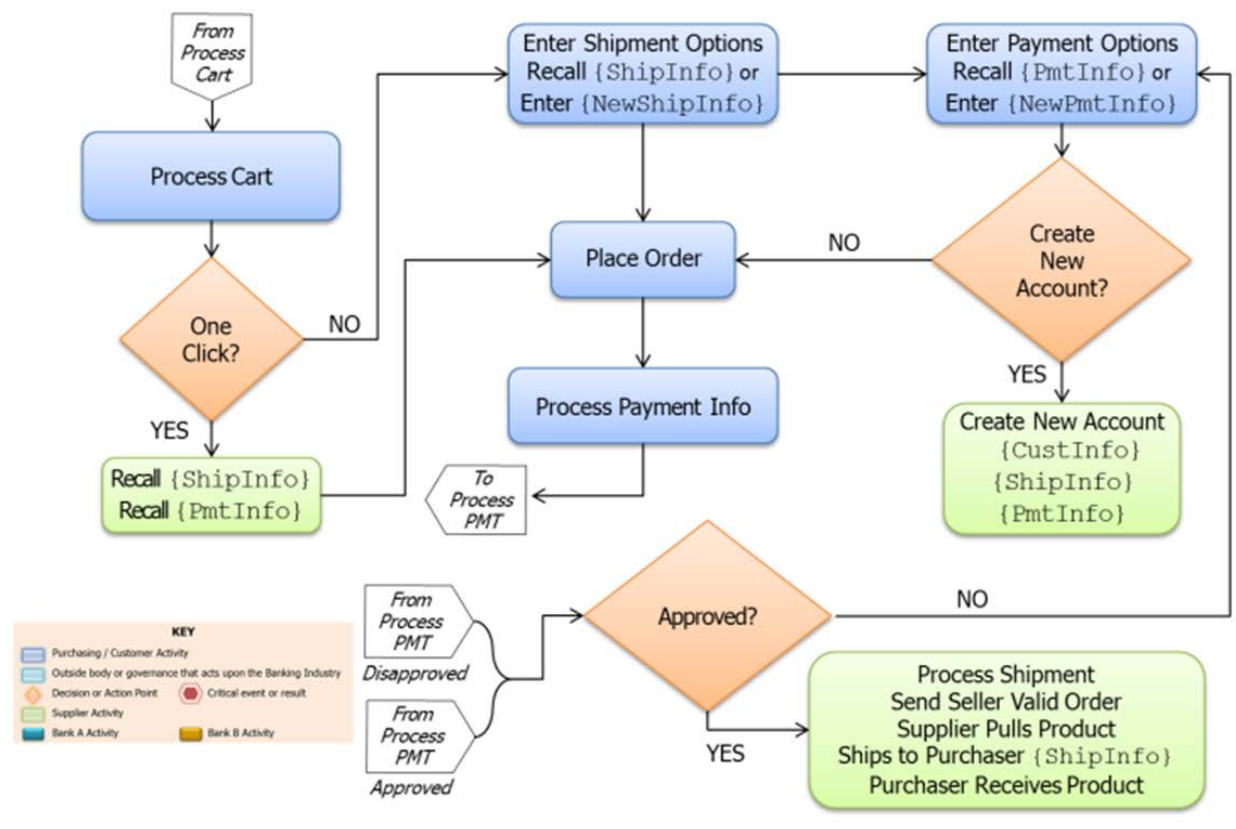 From
Process
Cart
Process Cart
One
Click?
NO
YES
Recall {ShipInfo}
Recall {PmtInfo}
Enter Shipment Options
Recall {ShipInfo} or
Enter {NewShipInfo}
Enter Payment Options
Recall {PmtInfo} or
Enter {NewPmtInfo}
Place Order
NO
Create
New
Account?
YES
Create New Account
{CustInfo}
{ShipInfo}
{PmtInfo}
Process Payment Info
To
Process
PMT
From
Process
PMT
Disapproved
From
Process
PMT
Approved
Approved?
NO
YES
Process Shipment
Send Seller Valid Order
Supplier Pulls Product
Ships to Purchaser {ShipInfo}
Purchaser Receives Product
KEY
Purchasing / Customer Activity
Outside body or governance that acts upon the Banking Industry
Decision or Action Point
Critical event or result
Supplier Activity
Bank A Activity
Bank B Activity